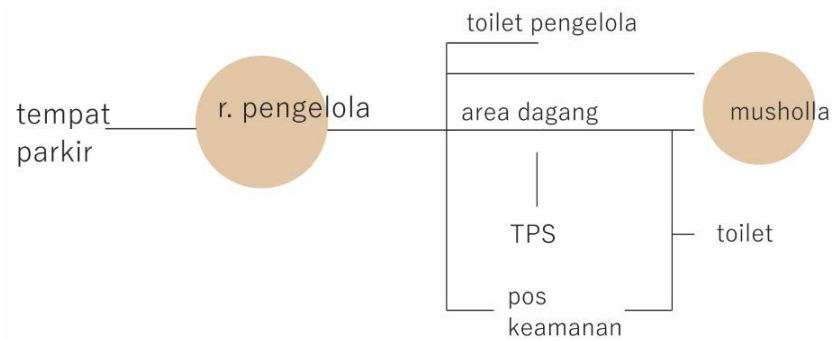 toilet pengelola
tempat
parkir
r. pengelola
area dagang
musholla
TPS
toilet
pos
keamanan